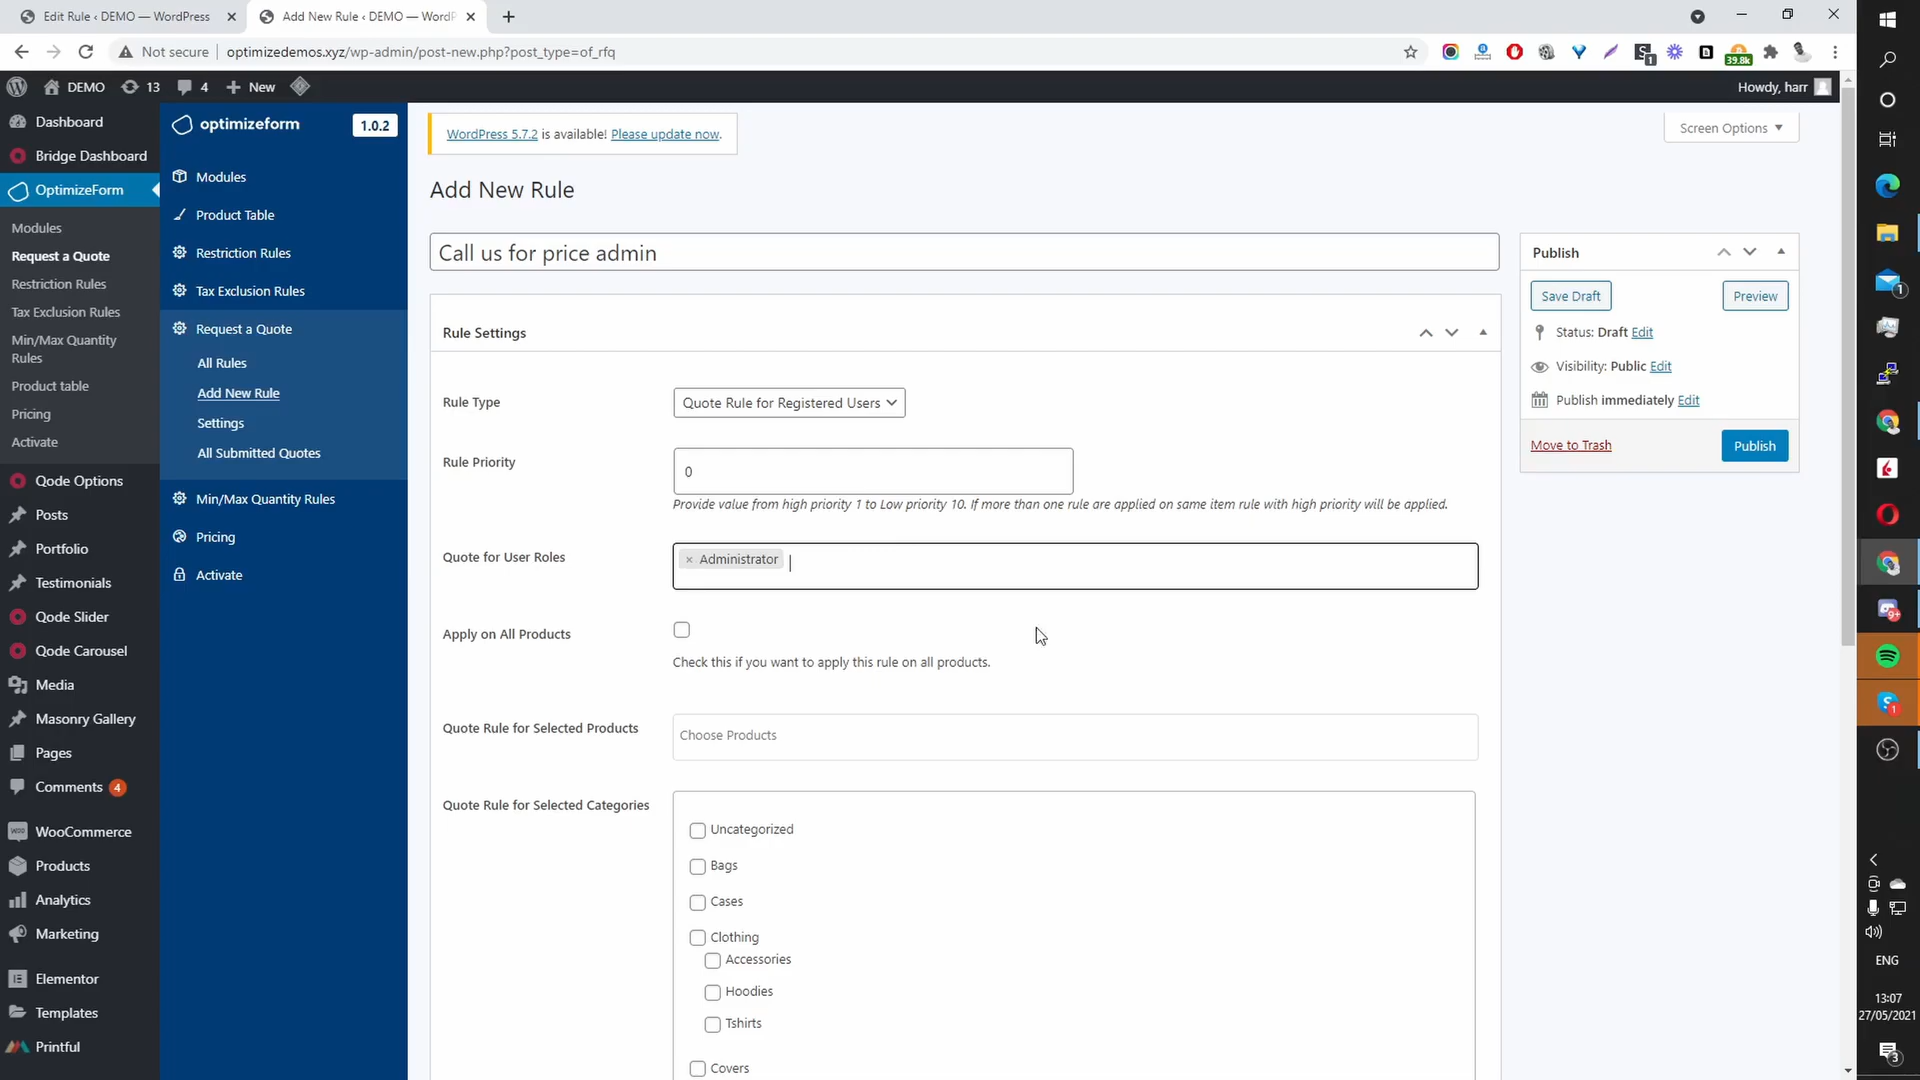 Edit Rule ‹ DEMO — WordPress
Add New Rule ‹ DEMO — WordP
Not secure
optimizedemos.xyz/wp-admin/post-new.php?post_type=of_rfq
1
39.8k
DEMO
13
4
New
Howdy, harr
Dashboard
Bridge Dashboard
OptimizeForm
Modules
Request a Quote
Restriction Rules
Tax Exclusion Rules
Min/Max Quantity
Rules
Product table
Pricing
Activate
Qode Options
Posts
Portfolio
Testimonials
Qode Slider
Qode Carousel
Media
Masonry Gallery
Pages
Comments 4
WooCommerce
Products
Analytics
Marketing
Elementor
Templates
Printful
optimizeform
1.0.2
Modules
Product Table
Restriction Rules
Tax Exclusion Rules
Request a Quote
All Rules
Add New Rule
Settings
All Submitted Quotes
Min/Max Quantity Rules
Pricing
Activate
WordPress 5.7.2 is available! Please update now.
Screen Options
Add New Rule
Call us for price admin
Rule Settings
Rule Type
Quote Rule for Registered Users
Rule Priority
0
Provide value from high priority 1 to Low priority 10. If more than one rule are applied on same item rule with high priority will be applied.
Quote for User Roles
× Administrator
Apply on All Products
Check this if you want to apply this rule on all products.
Quote Rule for Selected Products
Choose Products
Quote Rule for Selected Categories
Uncategorized
Bags
Cases
Clothing
Accessories
Hoodies
Tshirts
Covers
Publish
Save Draft
Preview
Status: Draft Edit
Visibility: Public Edit
Publish immediately Edit
Move to Trash
Publish
1
9+
1
ENG
13:07
27/05/2021
3